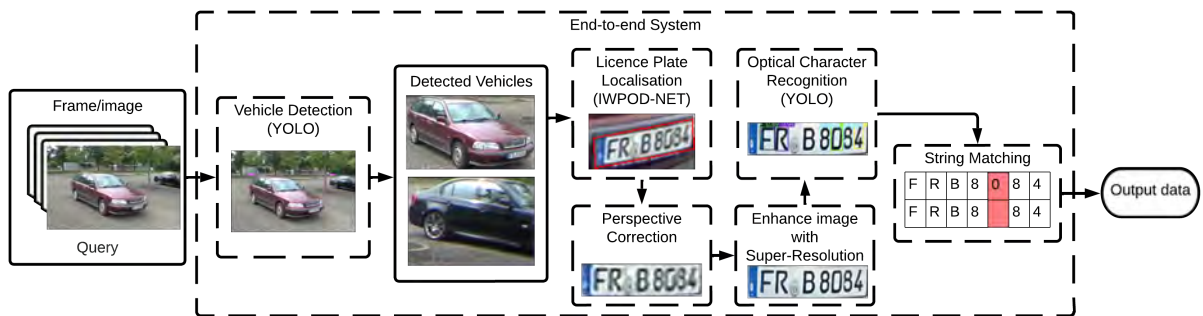 End-to-end System
Frame/image
Query
Vehicle Detection
(YOLO)
Detected Vehicles
Licence Plate
Localisation
(IWPOD-NET)
FR B 8084
Perspective
Correction
FR B 8084
Enhance image
with
Super-Resolution
FR B 8084
Optical Character
Recognition
(YOLO)
FR B 8084
String Matching
F R B 8 0 8 4
F R B 8 8 4
Output data